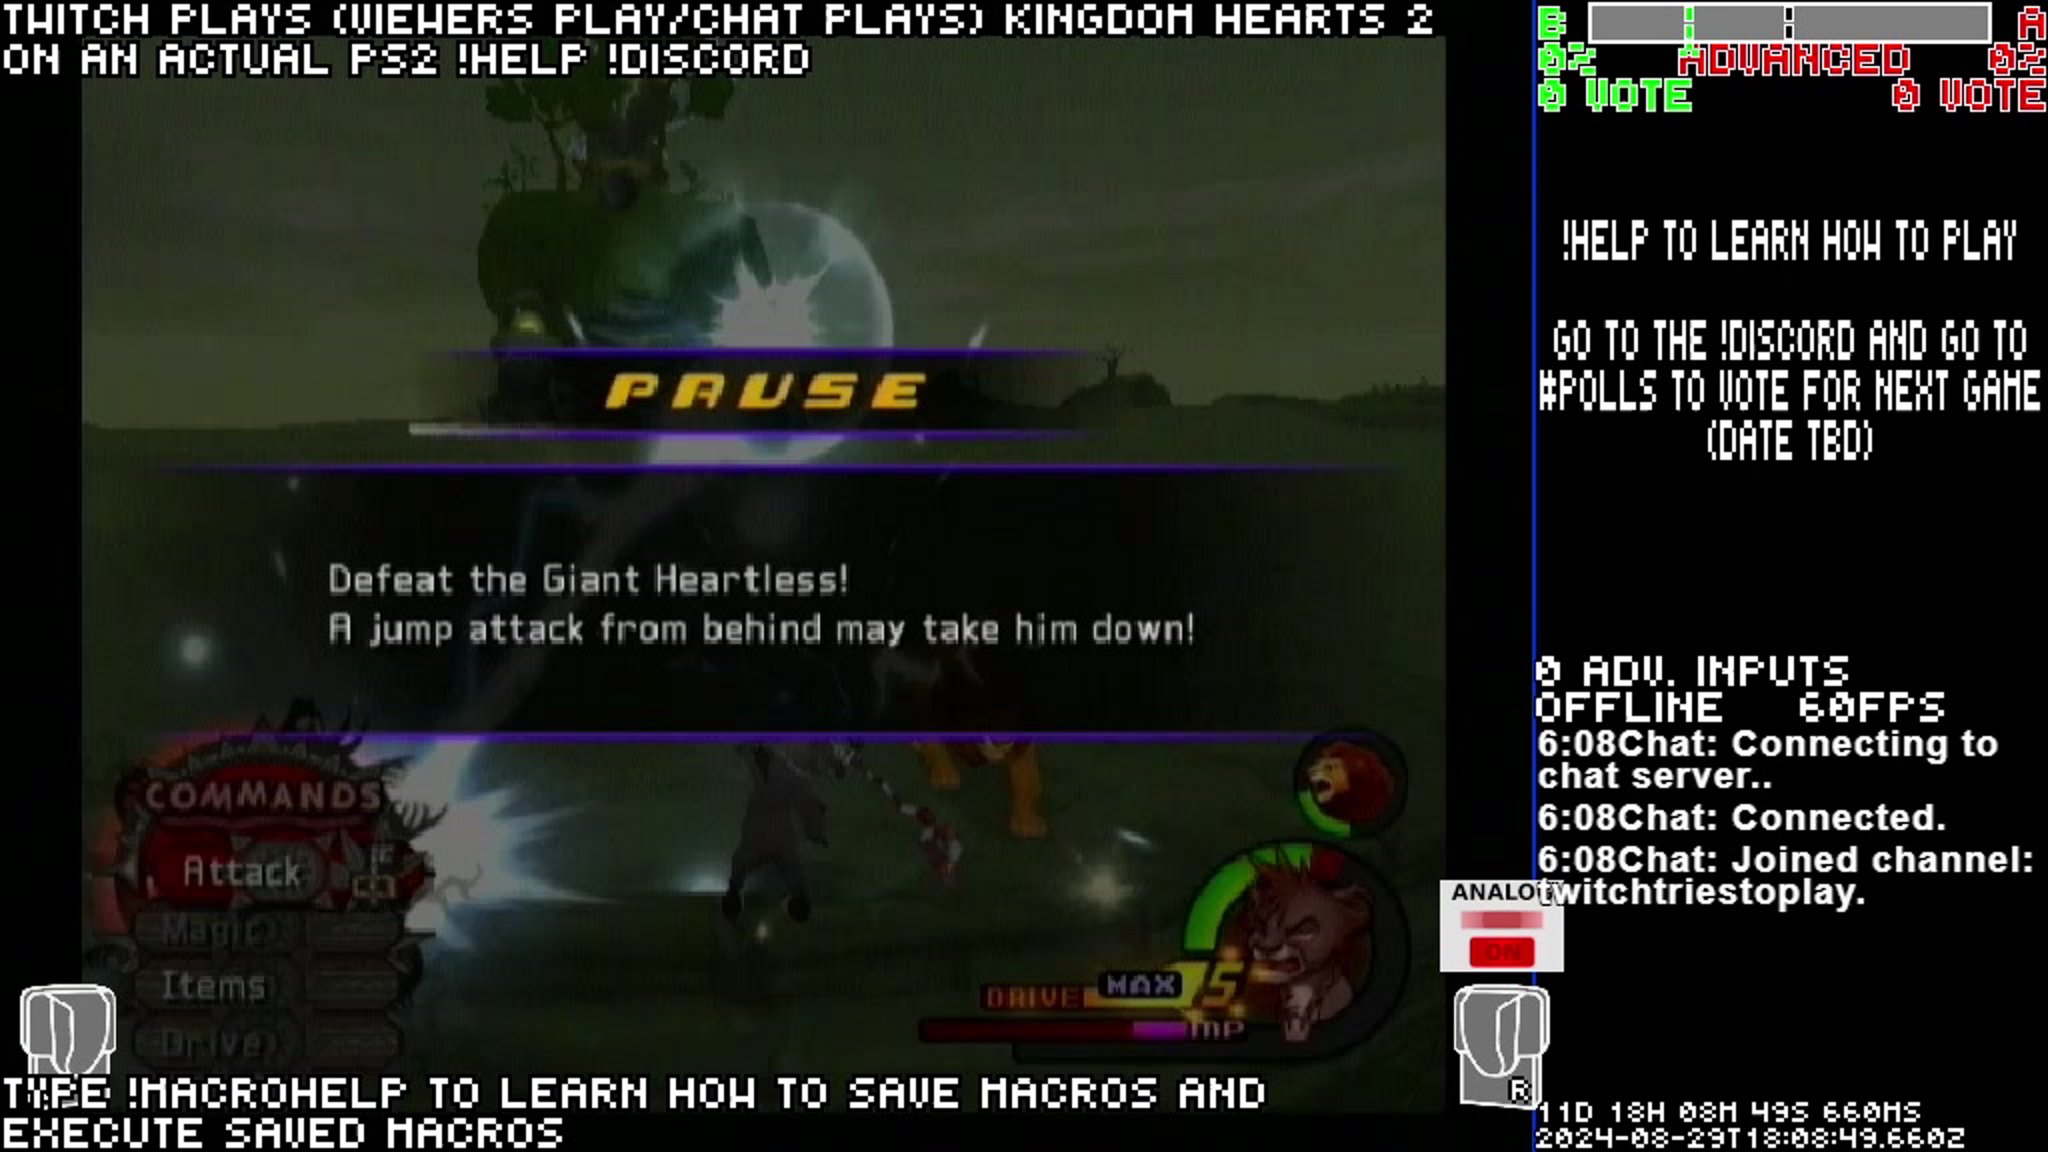 TWITCH PLAYS (VIEWERS PLAY/CHAT PLAYS) KINGDOM HEARTS 2
ON AN ACTUAL PS2 !HELP !DISCORD
B A
0% ADVANCED 0%
0 VOTE 0 VOTE
!HELP TO LEARN HOW TO PLAY
GO TO THE !DISCORD AND GO TO
#POLLS TO VOTE FOR NEXT GAME
(DATE TBD)
PAUSE
Defeat the Giant Heartless!
A jump attack from behind may take him down!
0 ADV. INPUTS
OFFLINE 60FPS
6:08Chat: Connecting to
chat server..
6:08Chat: Connected.
6:08Chat: Joined channel:
twitchtriestoplay.
COMMANDS
Attack
Magic
Items
Drive
DRIVE MAX 5
MP
ANALOG
ON
R
TYPE !MACROHELP TO LEARN HOW TO SAVE MACROS AND
EXECUTE SAVED MACROS
11D 18H 08M 49S 660MS
2024-08-29T18:08:49.660Z